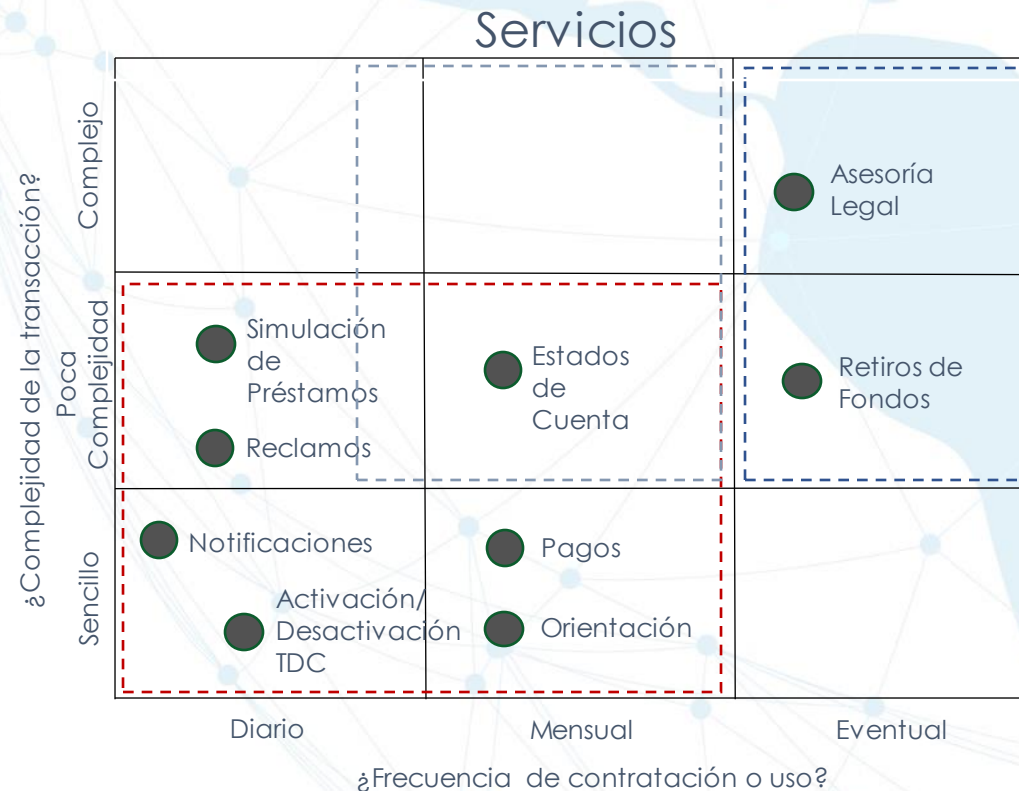 Servicios
¿Complejidad de la transacción?
Complejo
Asesoría
Legal
Poca
Complejidad
Simulación
de
Préstamos
Reclamos
Estados
de
Cuenta
Retiros de
Fondos
Sencillo
Notificaciones
Activación/
Desactivación
TDC
Pagos
Orientación
Diario
Mensual
Eventual
¿Frecuencia de contratación o uso?